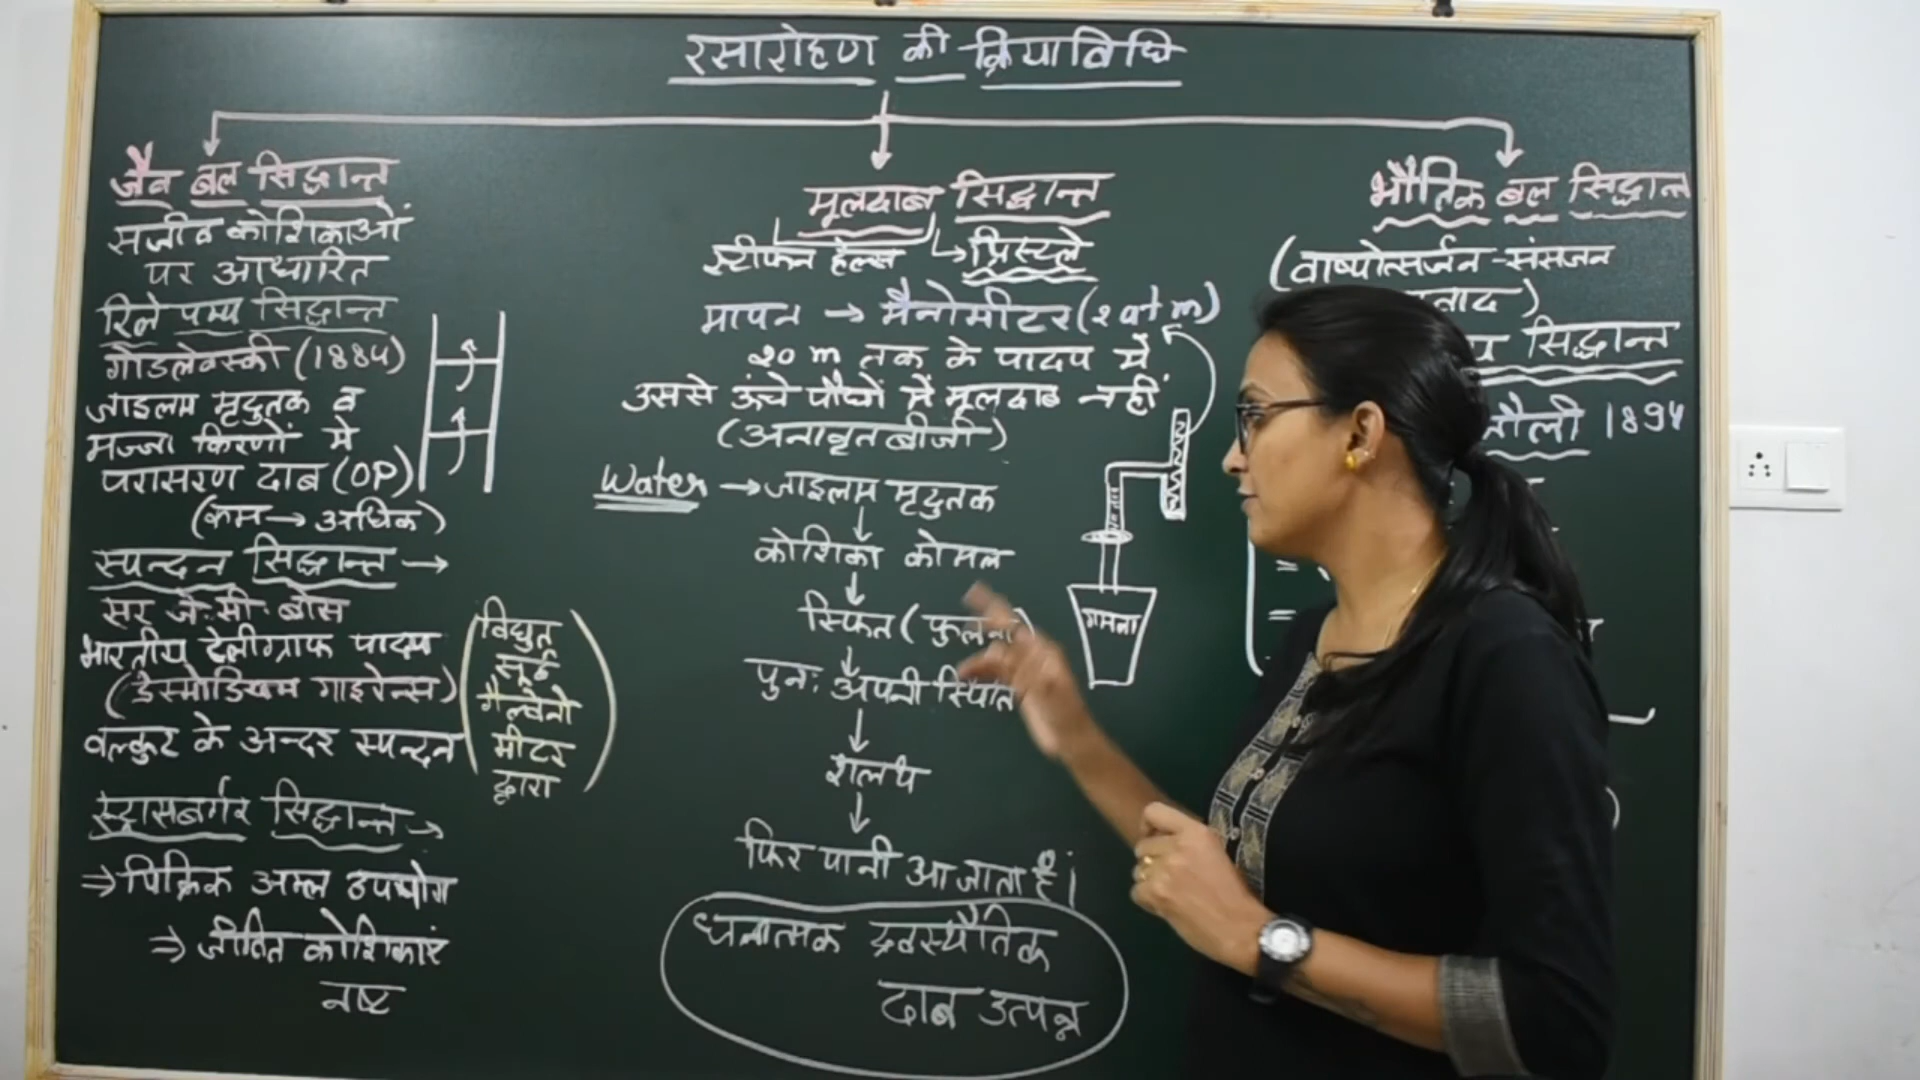 रसारोहण की क्रियाविधि
जैव बल सिद्धान्त
सजीव कोशिकाओं
पर आधारित
रिले पम्प सिद्धान्त
गौडलेवस्की (1884)
जाइलम मृदुतक व
मज्जा किरणों मे
परासरण दाब (OP)
(कम → अधिक)
स्पन्दन सिद्धान्त →
सर जे. सी. बोस
भारतीय टेलीग्राफ पादप
(डेस्मोडियम गाइरेन्स)
वल्कुट के अन्दर स्पन्दन
विद्युत
सूई
गैल्वेनो
मीटर
द्वारा
स्ट्रासबर्गर सिद्धान्त →
⇒ पिक्रिक अम्ल उपयोग
⇒ जीवित कोशिकाएं
नष्ट
मूलदाब सिद्धान्त
स्टीफन हेल्स ↳ प्रिस्टले
मापन → मैनोमीटर (2 atm)
20 m तक के पादप में
उससे ऊंचे पौधों में मूलदाब नहीं
(अनावृतबीजी)
Water → जाइलम मृदुतक
↓
कोशिका कोमल
↓
स्फित (फुलना)
↓
पुनः अपनी स्थिति
↓
शलथ
↓
फिर पानी आ जाता है।
धनात्मक द्रवस्थैतिक
दाब उत्पन्न
गमला
भौतिक बल सिद्धान्त
(वाष्पोत्सर्जन-संसजन
सिद्धान्त
1894